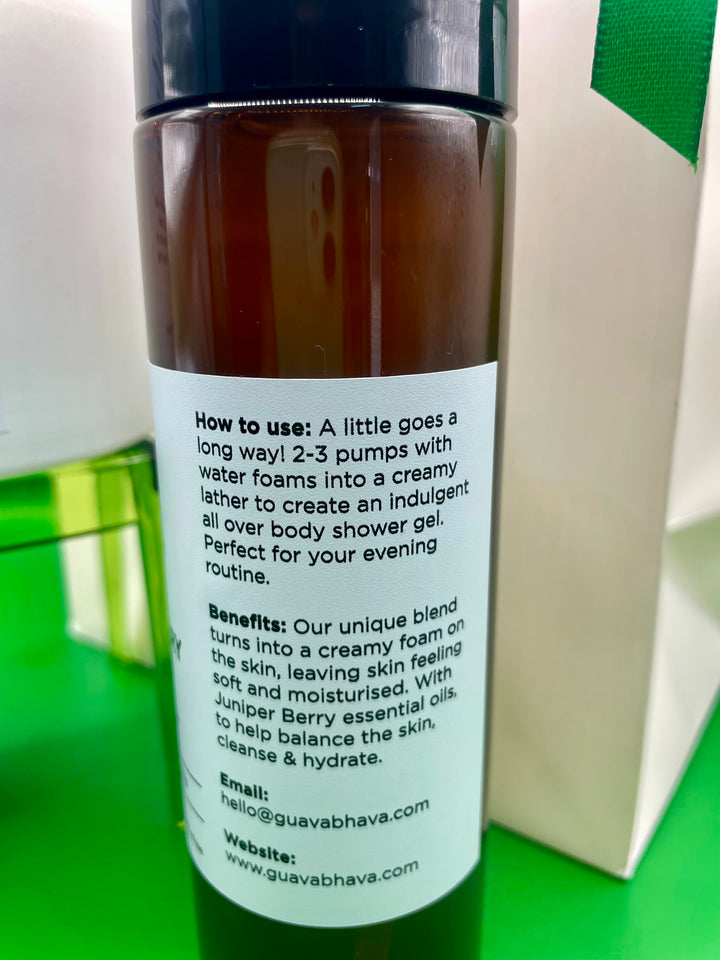 How to use: A little goes a
long way! 2-3 pumps with
water foams into a creamy
lather to create an indulgent
all over body shower gel.
Perfect for your evening
routine.
Benefits: Our unique blend
turns into a creamy foam on
the skin, leaving skin feeling
soft and moisturised. With
Juniper Berry essential oils,
to help balance the skin,
cleanse & hydrate.
Email:
hello@guavabhava.com
Website:
www.guavabhava.com